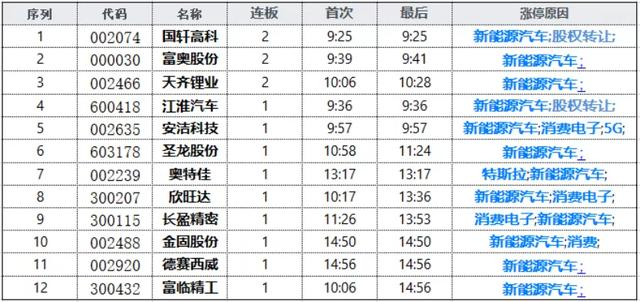 序列 代码 名称 连板 首次 最后 涨停原因
1 002074 国轩高科 2 9:25 9:25 新能源汽车;股权转让;
2 000030 富奥股份 2 9:39 9:41 新能源汽车;
3 002466 天齐锂业 2 10:06 10:28 新能源汽车;
4 600418 江淮汽车 1 9:36 9:36 新能源汽车;股权转让;
5 002635 安洁科技 1 9:57 9:57 新能源汽车;消费电子;5G;
6 603178 圣龙股份 1 10:58 11:24 新能源汽车;
7 002239 奥特佳 1 13:17 13:17 特斯拉;新能源汽车;
8 300207 欣旺达 1 10:17 13:36 新能源汽车;消费电子;
9 300115 长盈精密 1 11:26 13:53 消费电子;新能源汽车;
10 002488 金固股份 1 14:50 14:50 新能源汽车;消费;
11 002920 德赛西威 1 14:56 14:56 新能源汽车;
12 300432 富临精工 1 10:06 14:56 新能源汽车;